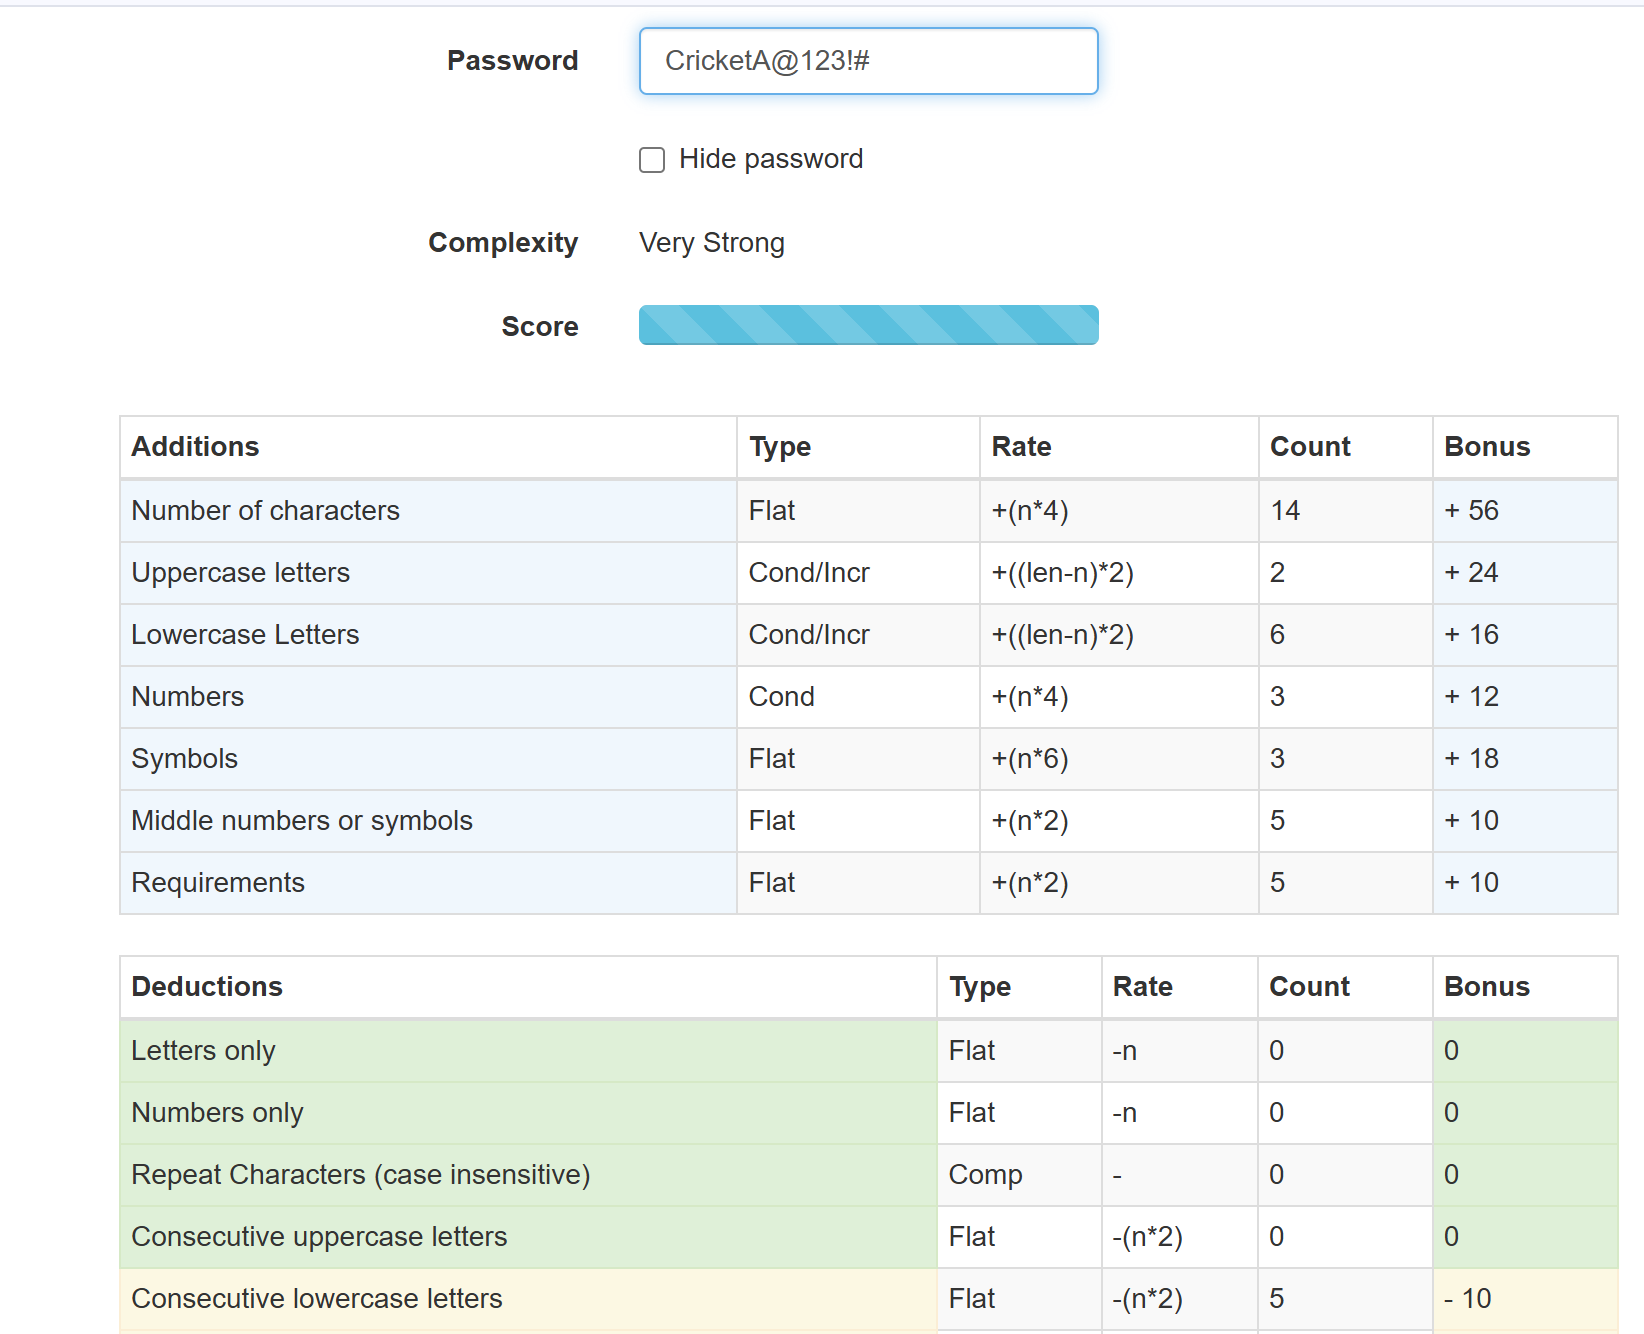 Password CricketA@123!#
Hide password
Complexity Very Strong
Score
Additions Type Rate Count Bonus
Number of characters Flat +(n*4) 14 + 56
Uppercase letters Cond/Incr +((len-n)*2) 2 + 24
Lowercase Letters Cond/Incr +((len-n)*2) 6 + 16
Numbers Cond +(n*4) 3 + 12
Symbols Flat +(n*6) 3 + 18
Middle numbers or symbols Flat +(n*2) 5 + 10
Requirements Flat +(n*2) 5 + 10
Deductions Type Rate Count Bonus
Letters only Flat -n 0 0
Numbers only Flat -n 0 0
Repeat Characters (case insensitive) Comp - 0 0
Consecutive uppercase letters Flat -(n*2) 0 0
Consecutive lowercase letters Flat -(n*2) 5 - 10